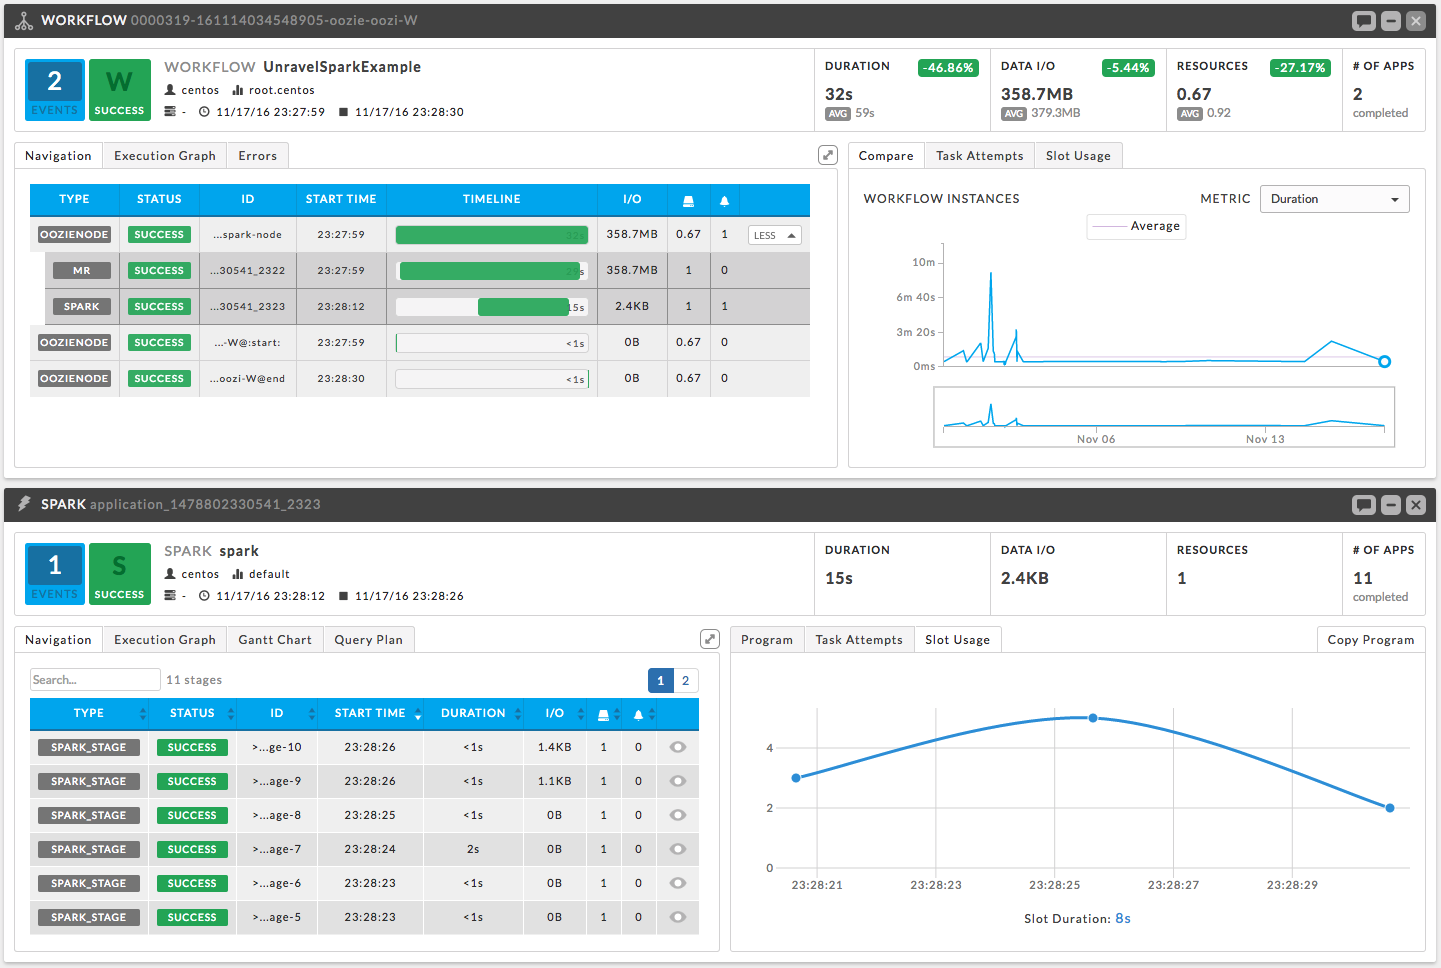 WORKFLOW 0000319-161114034548905-oozie-oozi-W
2
EVENTS
W
SUCCESS
WORKFLOW UnravelSparkExample
centos root.centos
- 11/17/16 23:27:59 11/17/16 23:28:30
DURATION -46.86%
32s
AVG 59s
DATA I/O -5.44%
358.7MB
AVG 379.3MB
RESOURCES -27.17%
0.67
AVG 0.92
# OF APPS
2
completed
Navigation Execution Graph Errors
TYPE STATUS ID START TIME TIMELINE I/O
OOZIENODE SUCCESS ...spark-node 23:27:59 32s 358.7MB 0.67 1 LESS
MR SUCCESS ...30541_2322 23:27:59 29s 358.7MB 1 0
SPARK SUCCESS ...30541_2323 23:28:12 15s 2.4KB 1 1
OOZIENODE SUCCESS ...-W@:start: 23:27:59 <1s 0B 0.67 0
OOZIENODE SUCCESS ...oozi-W@end 23:28:30 <1s 0B 0.67 0
Compare Task Attempts Slot Usage
WORKFLOW INSTANCES METRIC Duration
Average
10m
6m 40s
3m 20s
0ms
Nov 06 Nov 13
SPARK application_1478802330541_2323
1
EVENTS
S
SUCCESS
SPARK spark
centos default
- 11/17/16 23:28:12 11/17/16 23:28:26
DURATION
15s
DATA I/O
2.4KB
RESOURCES
1
# OF APPS
11
completed
Navigation Execution Graph Gantt Chart Query Plan
Search... 11 stages 1 2
TYPE STATUS ID START TIME DURATION I/O
SPARK_STAGE SUCCESS >...ge-10 23:28:26 <1s 1.4KB 1 0
SPARK_STAGE SUCCESS >...age-9 23:28:26 <1s 1.1KB 1 0
SPARK_STAGE SUCCESS >...age-8 23:28:25 <1s 0B 1 0
SPARK_STAGE SUCCESS >...age-7 23:28:24 2s 0B 1 0
SPARK_STAGE SUCCESS >...age-6 23:28:23 <1s 0B 1 0
SPARK_STAGE SUCCESS >...age-5 23:28:23 <1s 0B 1 0
Program Task Attempts Slot Usage Copy Program
4
2
0
23:28:21 23:28:23 23:28:25 23:28:27 23:28:29
Slot Duration: 8s